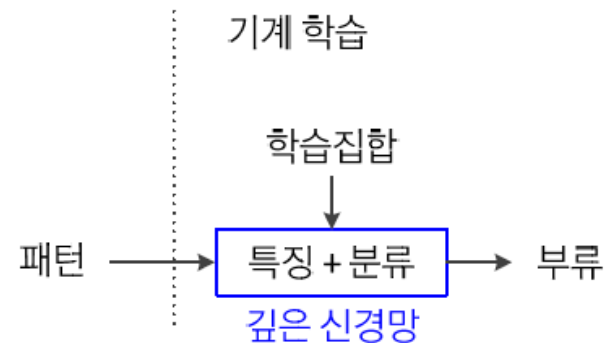 기계 학습
학습집합
패턴
특징 + 분류
부류
깊은 신경망